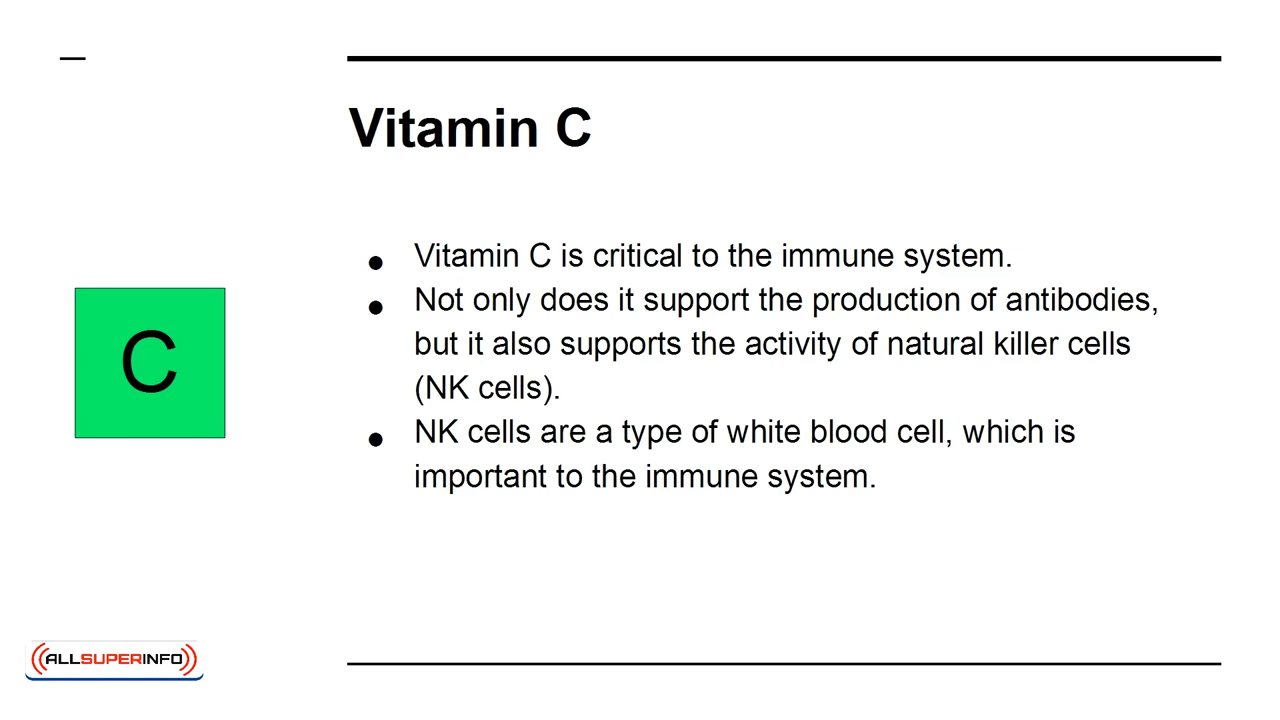 Vitamin C
C
● Vitamin C is critical to the immune system.
● Not only does it support the production of antibodies,
but it also supports the activity of natural killer cells
(NK cells).
● NK cells are a type of white blood cell, which is
important to the immune system.
ALLSUPERINFO